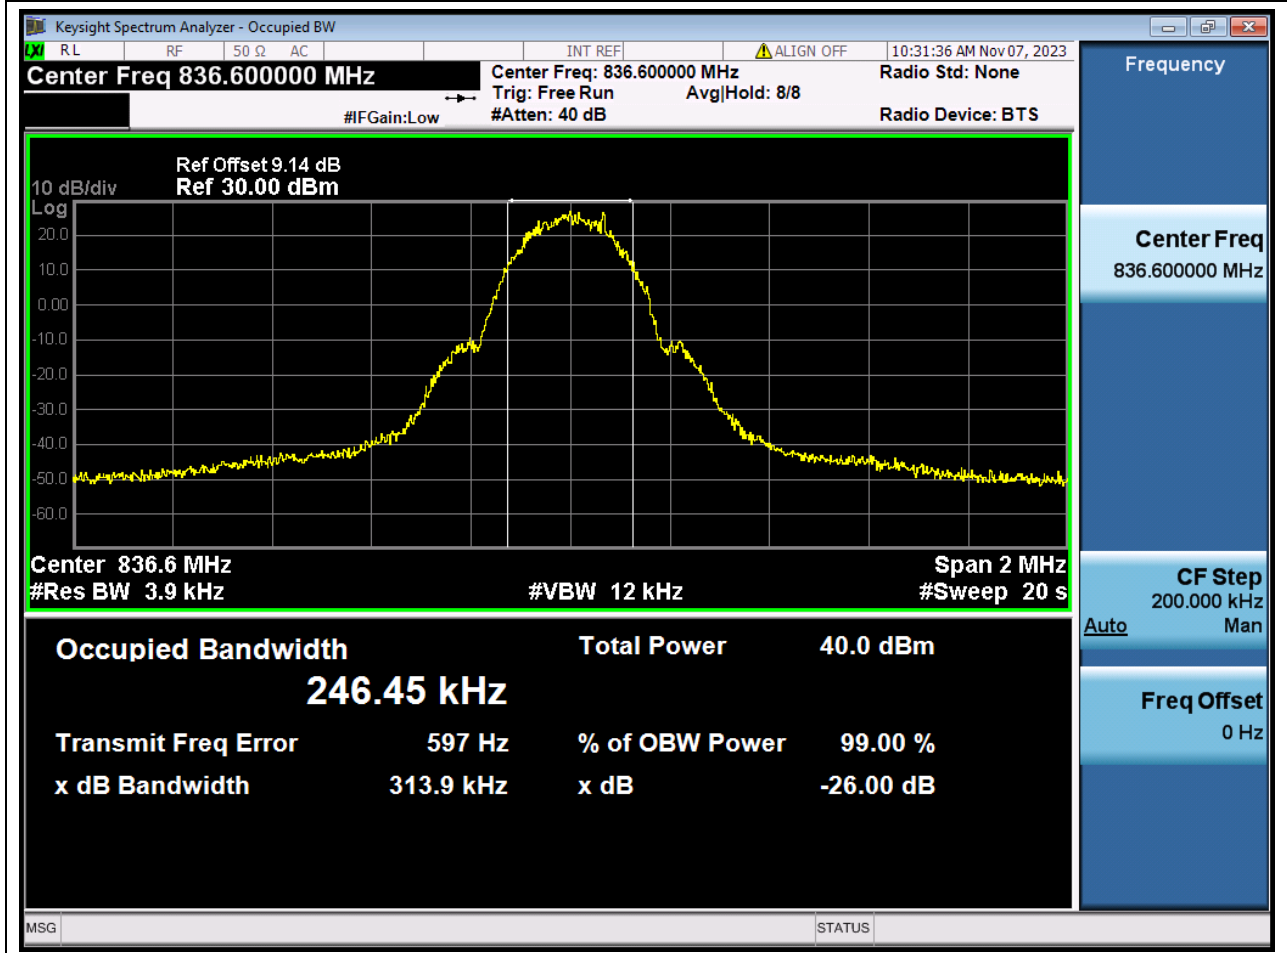 Keysight Spectrum Analyzer - Occupied BW
LXI RL RF 50 Ω AC INT REF ALIGN OFF 10:31:36 AM Nov 07, 2023
Center Freq 836.600000 MHz
Center Freq: 836.600000 MHz Radio Std: None
Trig: Free Run Avg|Hold: 8/8
#IFGain:Low #Atten: 40 dB Radio Device: BTS
Ref Offset 9.14 dB
10 dB/div Ref 30.00 dBm
Log
20.0
10.0
0.00
-10.0
-20.0
-30.0
-40.0
-50.0
-60.0
Center 836.6 MHz Span 2 MHz
#Res BW 3.9 kHz #VBW 12 kHz #Sweep 20 s
Occupied Bandwidth Total Power 40.0 dBm
246.45 kHz
Transmit Freq Error 597 Hz % of OBW Power 99.00 %
x dB Bandwidth 313.9 kHz x dB -26.00 dB
MSG STATUS
Frequency
Center Freq
836.600000 MHz
CF Step
200.000 kHz
Auto Man
Freq Offset
0 Hz